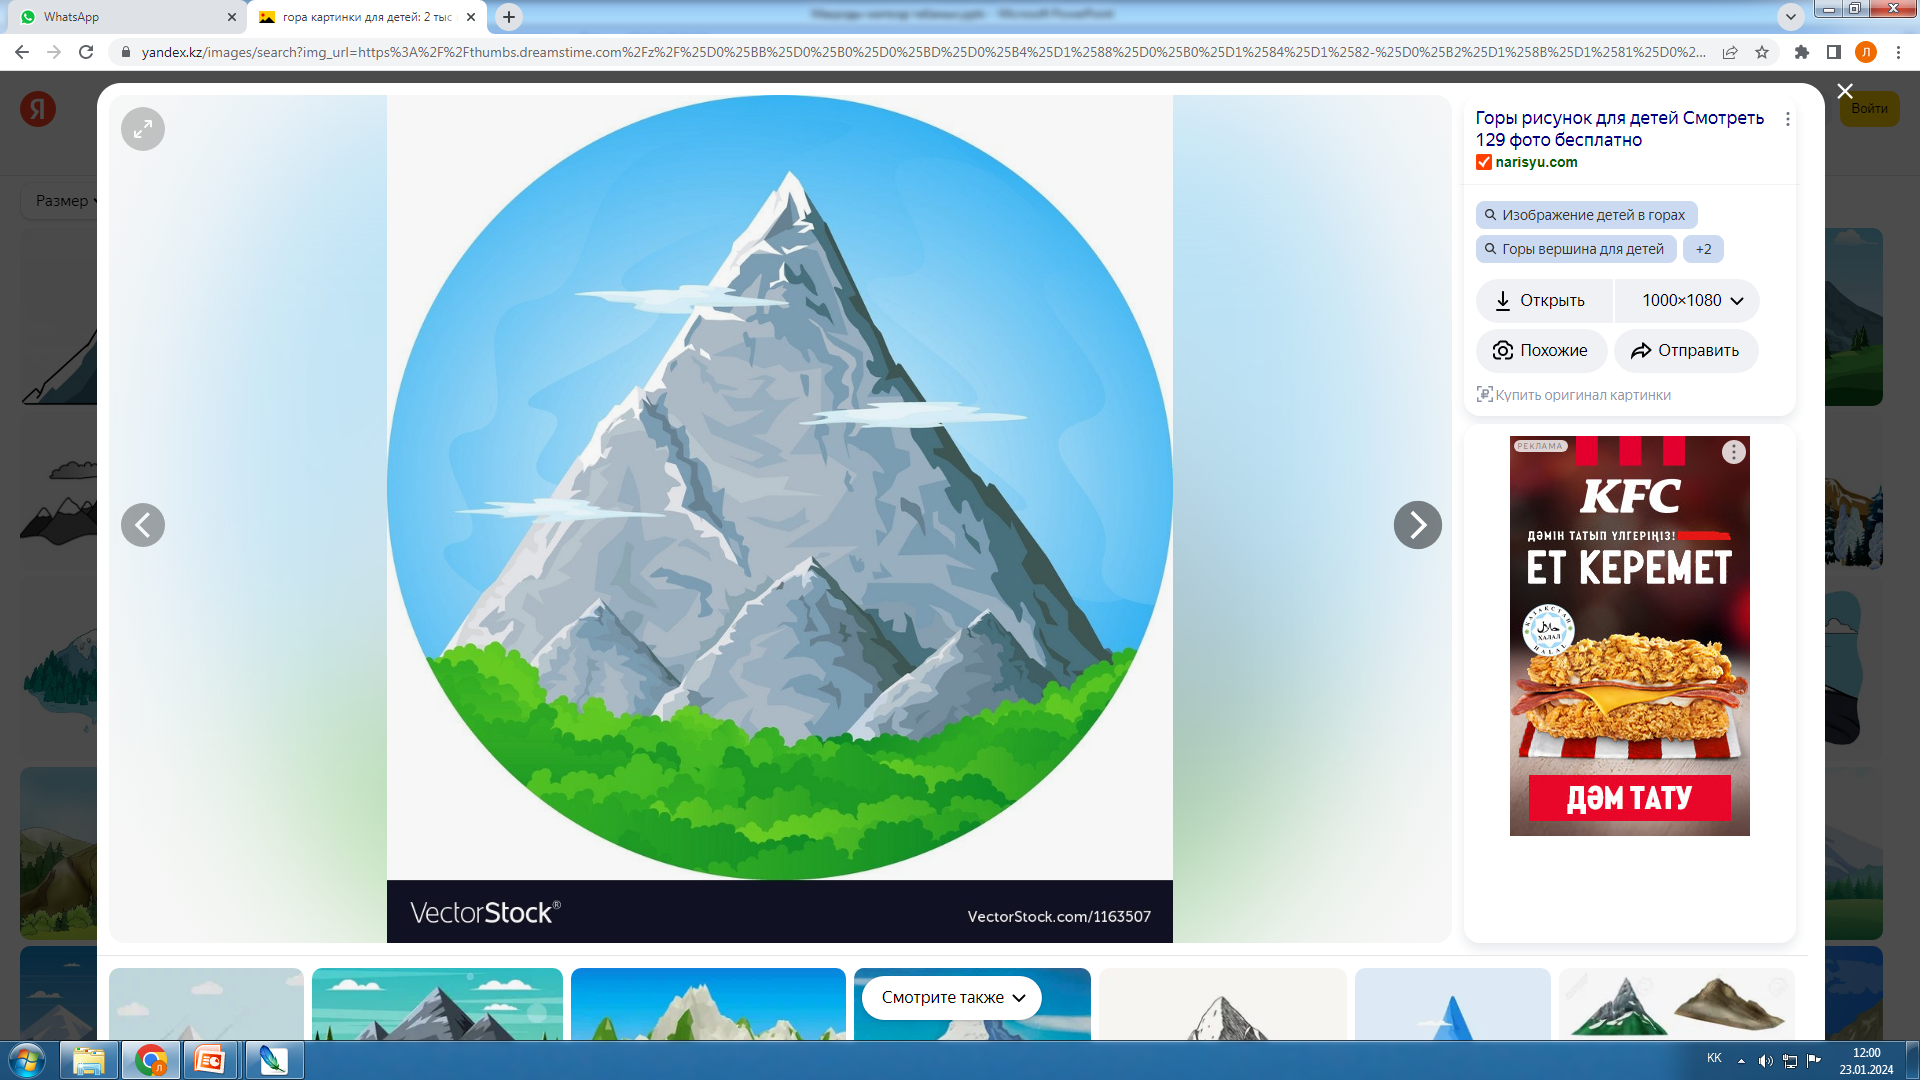 WhatsApp
гора картинки для детей: 2 тыс
yandex.kz/images/search?img_url=https%3A%2F%2Fthumbs.dreamstime.com%2Fz%2F%25D0%25BB%25D0%25B0%25D0%25BD%25D0%25B4%25D1%2588%25D0%25B0%25D1%2584%25D1%2582-%25D0%25B2%25D1%258B%25D1%2581%25D0%2...
Л
Я
Войти
Размер
Горы рисунок для детей Смотреть
129 фото бесплатно
narisyu.com
Изображение детей в горах
Горы вершина для детей
+2
Открыть
1000×1080
Похожие
Отправить
Купить оригинал картинки
РЕКЛАМА
KFC
ДӘМІН ТАТЫП ҮЛГЕРІҢІЗ!
ЕТ КЕРЕМЕТ
ҚАЗАҚСТАН
ХАЛАЛ
HALAL
ДӘМ ТАТУ
VectorStock®
VectorStock.com/1163507
Смотрите также
KK
12:00
23.01.2024